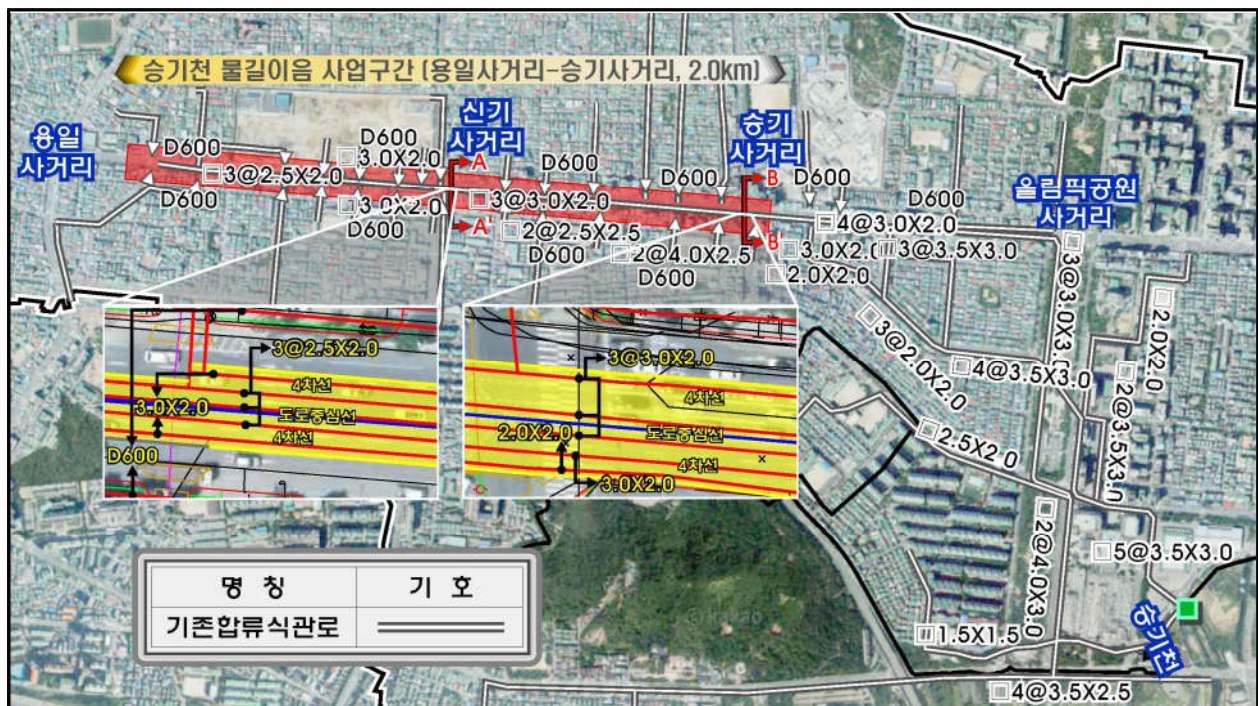 승기천 물길이음 사업구간 (용일사거리-승기사거리, 2.0km)
용일
사거리
신기
사거리
승기
사거리
올림픽공원
사거리
D600
D600
D600
D600
D600
□3.0X2.0
□3@2.5X2.0
A
B
□3.0X2.0
□3@3.0X2.0
D600
A'
□2@2.5X2.5
B'
□4@3.0X2.0
D600
□2@4.0X2.5
□3.0X2.0
□3@3.5X3.0
D600
□2.0X2.0
□3@3.0X3.0
□2.0X2.0
□3@2.0X2.0
□4@3.5X3.0
□2@3.5X3.0
□2.5X2.0
□2@4.0X3.0
□5@3.5X3.0
□1.5X1.5
□4@3.5X2.5
승기천
3@2.5X2.0
4차선
3.0X2.0
도로중심선
4차선
D600
3@3.0X2.0
4차선
2.0X2.0
도로중심선
4차선
3.0X2.0
명 칭
기 호
기존합류식관로